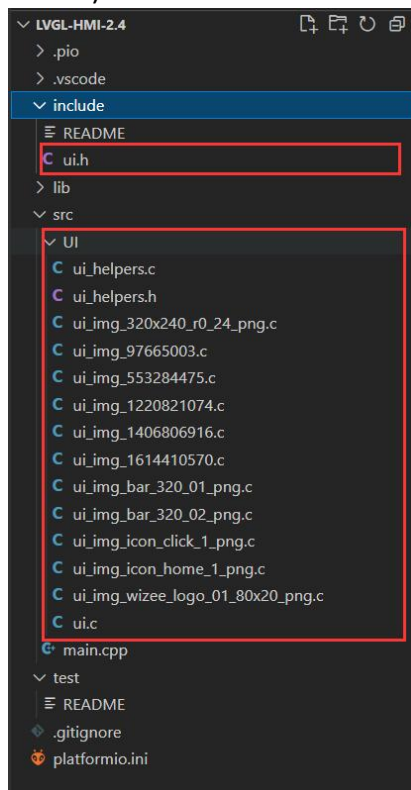 LVGL-HMI-2.4
.pio
.vscode
include
README
C ui.h
lib
src
UI
C ui_helpers.c
C ui_helpers.h
C ui_img_320x240_r0_24_png.c
C ui_img_97665003.c
C ui_img_553284475.c
C ui_img_1220821074.c
C ui_img_1406806916.c
C ui_img_1614410570.c
C ui_img_bar_320_01_png.c
C ui_img_bar_320_02_png.c
C ui_img_icon_click_1_png.c
C ui_img_icon_home_1_png.c
C ui_img_wizee_logo_01_80x20_png.c
C ui.c
main.cpp
test
README
.gitignore
platformio.ini